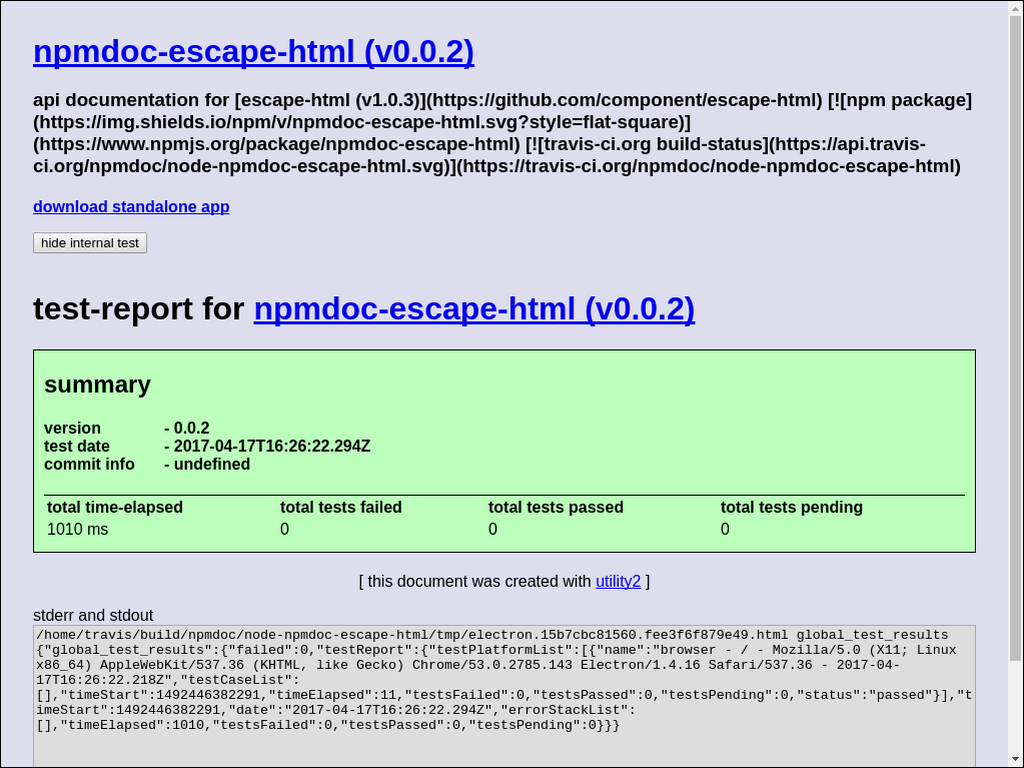 npmdoc-escape-html (v0.0.2)
api documentation for [escape-html (v1.0.3)](https://github.com/component/escape-html) [![npm package]
(https://img.shields.io/npm/v/npmdoc-escape-html.svg?style=flat-square)]
(https://www.npmjs.org/package/npmdoc-escape-html) [![travis-ci.org build-status](https://api.travis-
ci.org/npmdoc/node-npmdoc-escape-html.svg)](https://travis-ci.org/npmdoc/node-npmdoc-escape-html)
download standalone app
hide internal test
test-report for npmdoc-escape-html (v0.0.2)
summary
version - 0.0.2
test date - 2017-04-17T16:26:22.294Z
commit info - undefined
total time-elapsed total tests failed total tests passed total tests pending
1010 ms 0 0 0
[ this document was created with utility2 ]
stderr and stdout
/home/travis/build/npmdoc/node-npmdoc-escape-html/tmp/electron.15b7cbc81560.fee3f6f879e49.html global_test_results
{"global_test_results":{"failed":0,"testReport":{"testPlatformList":[{"name":"browser - / - Mozilla/5.0 (X11; Linux
x86_64) AppleWebKit/537.36 (KHTML, like Gecko) Chrome/53.0.2785.143 Electron/1.4.16 Safari/537.36 - 2017-04-
17T16:26:22.218Z","testCaseList":
[],"timeStart":1492446382291,"timeElapsed":11,"testsFailed":0,"testsPassed":0,"testsPending":0,"status":"passed"}],"t
imeStart":1492446382291,"date":"2017-04-17T16:26:22.294Z","errorStackList":
[],"timeElapsed":1010,"testsFailed":0,"testsPassed":0,"testsPending":0}}}